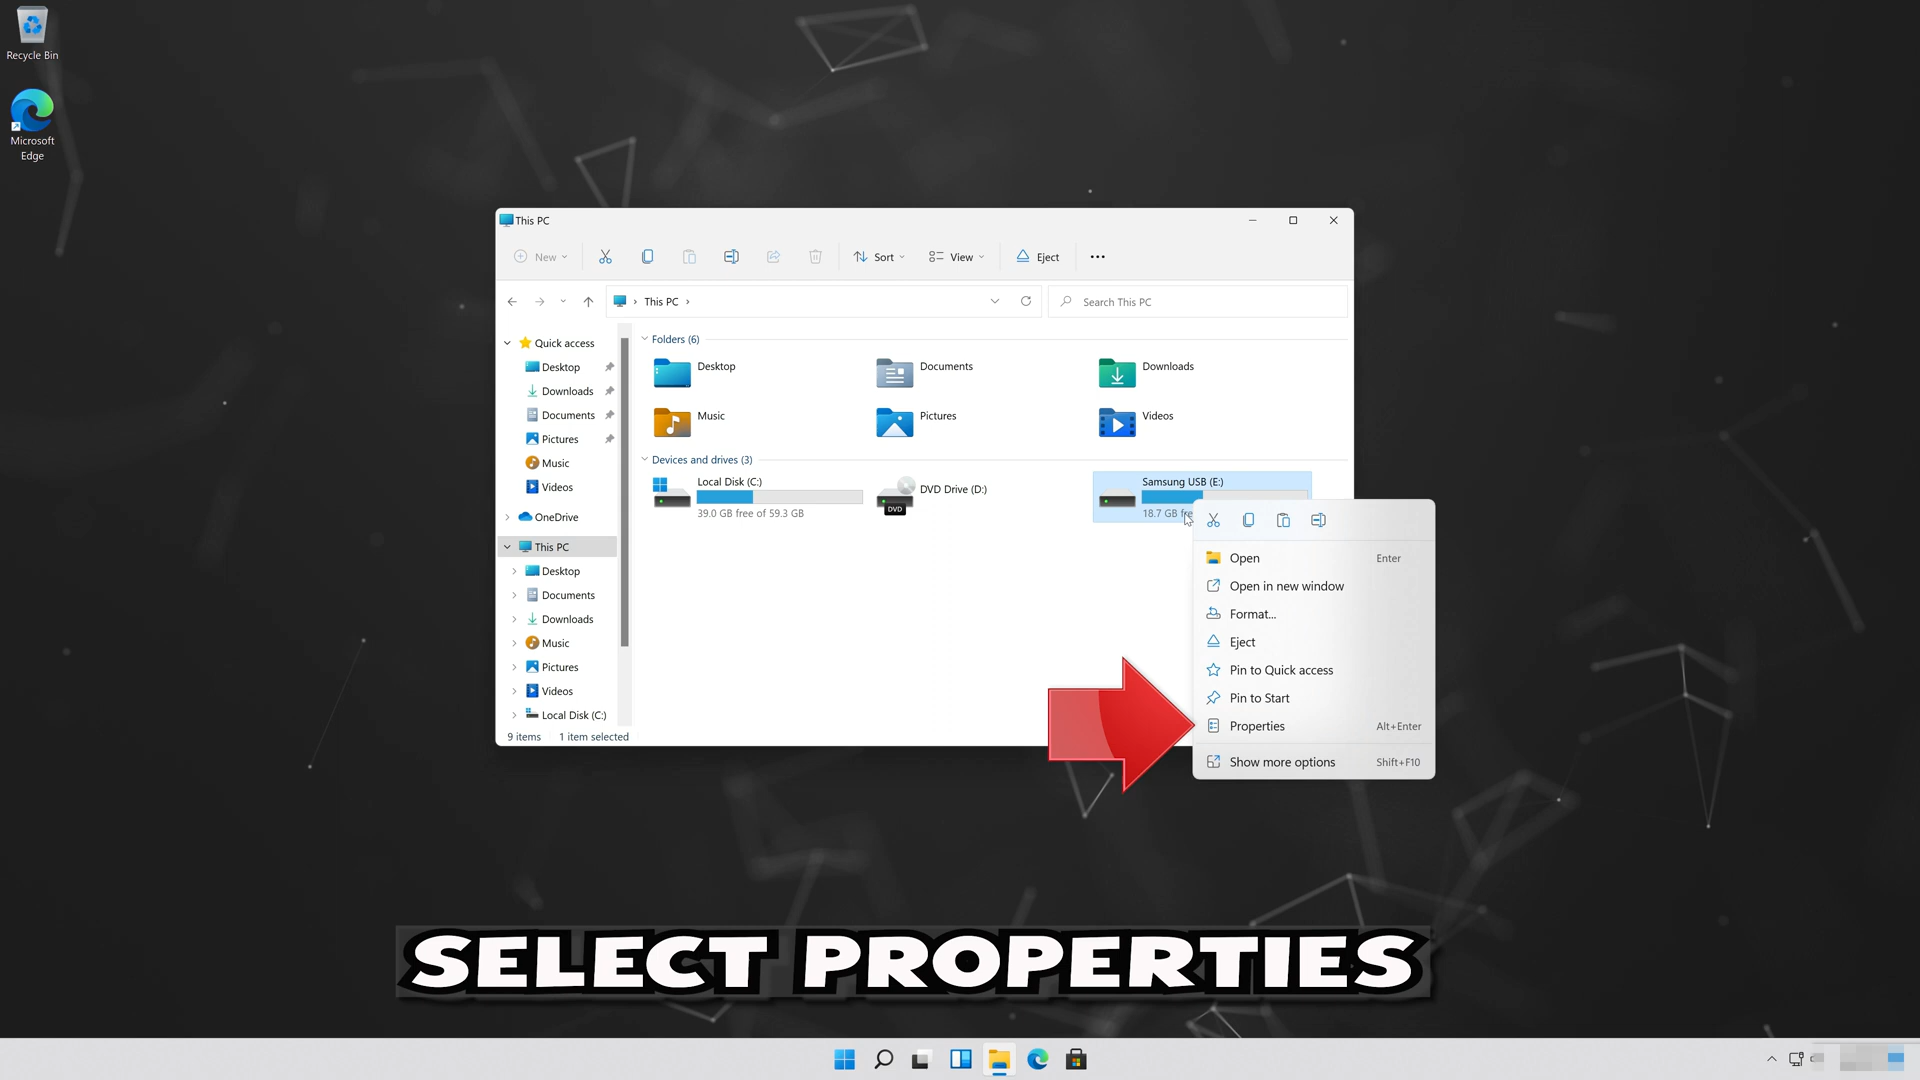 Recycle Bin
Microsoft
Edge
This PC
New
Sort
View
Eject
This PC
Search This PC
Quick access
Desktop
Downloads
Documents
Pictures
Music
Videos
OneDrive
This PC
Desktop
Documents
Downloads
Music
Pictures
Videos
Local Disk (C:)
Folders (6)
Desktop
Documents
Downloads
Music
Pictures
Videos
Devices and drives (3)
Local Disk (C:)
39.0 GB free of 59.3 GB
DVD
DVD Drive (D:)
Samsung USB (E:)
18.7 GB fre
Open Enter
Open in new window
Format...
Eject
Pin to Quick access
Pin to Start
Properties Alt+Enter
Show more options Shift+F10
9 items 1 item selected
SELECT PROPERTIES